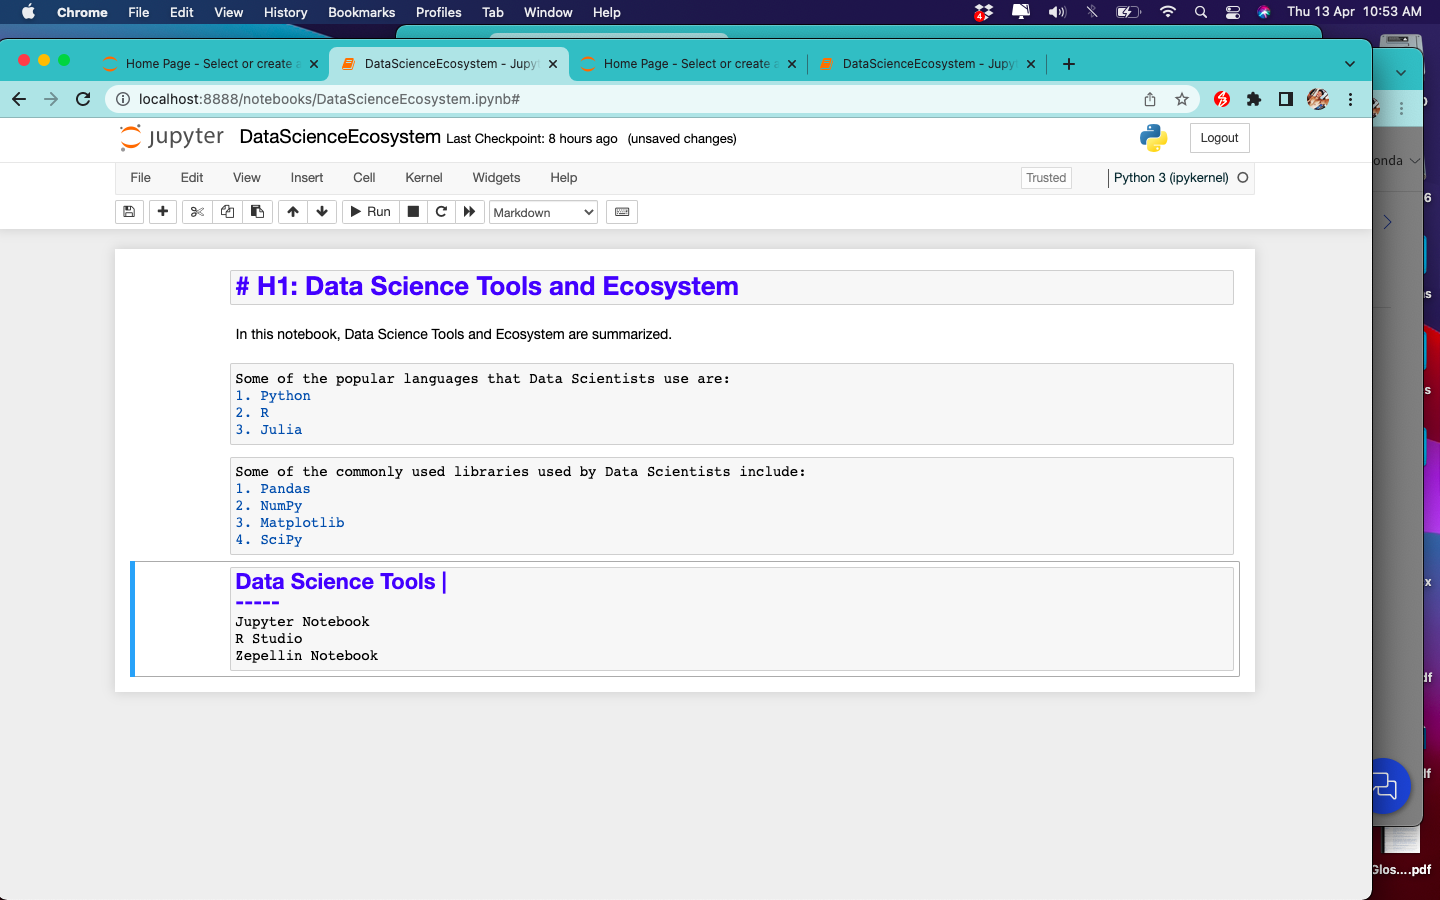 Chrome File Edit View History Bookmarks Profiles Tab Window Help 4 Thu 13 Apr 10:53 AM
Home Page - Select or create a DataScienceEcosystem - Jupyt Home Page - Select or create a DataScienceEcosystem - Jupyt
localhost:8888/notebooks/DataScienceEcosystem.ipynb#
jupyter DataScienceEcosystem Last Checkpoint: 8 hours ago (unsaved changes) Logout
onda
File Edit View Insert Cell Kernel Widgets Help Trusted Python 3 (ipykernel)
6
Run Markdown
# H1: Data Science Tools and Ecosystem
s
In this notebook, Data Science Tools and Ecosystem are summarized.
Some of the popular languages that Data Scientists use are:
1. Python
s
2. R
3. Julia
Some of the commonly used libraries used by Data Scientists include:
1. Pandas
2. NumPy
3. Matplotlib
4. SciPy
Data Science Tools |
x
-----
Jupyter Notebook
R Studio
Zepellin Notebook
df
lf
Glos....pdf